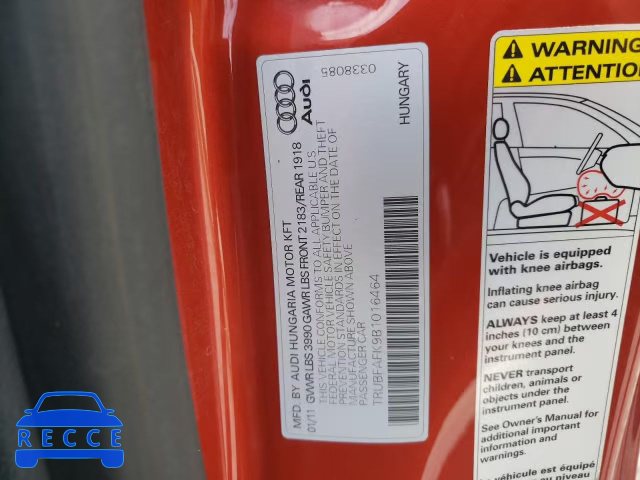 0338085
Audi
HUNGARY
MFD. BY AUDI HUNGARIA MOTOR KFT
01/11 GVWR LBS 3990 GAWR LBS FRONT 2183/REAR 1918
THIS VEHICLE CONFORMS TO ALL APPLICABLE U.S.
FEDERAL MOTOR VEHICLE SAFETY BUMPER AND THEFT
PREVENTION STANDARDS IN EFFECT ON THE DATE OF
MANUFACTURE SHOWN ABOVE
PASSENGER CAR
TRUBFAFK9B1016464
WARNING
ATTENTION
Vehicle is equipped
with knee airbags.
Inflating knee airbag
can cause serious injury.
ALWAYS keep at least 4
inches (10 cm) between
your knees and the
instrument panel.
NEVER transport
children, animals or
objects under the
instrument panel.
See Owner's Manual for
additional important
information and
warnings.
véhicule est équipé
au niveau
RECCE